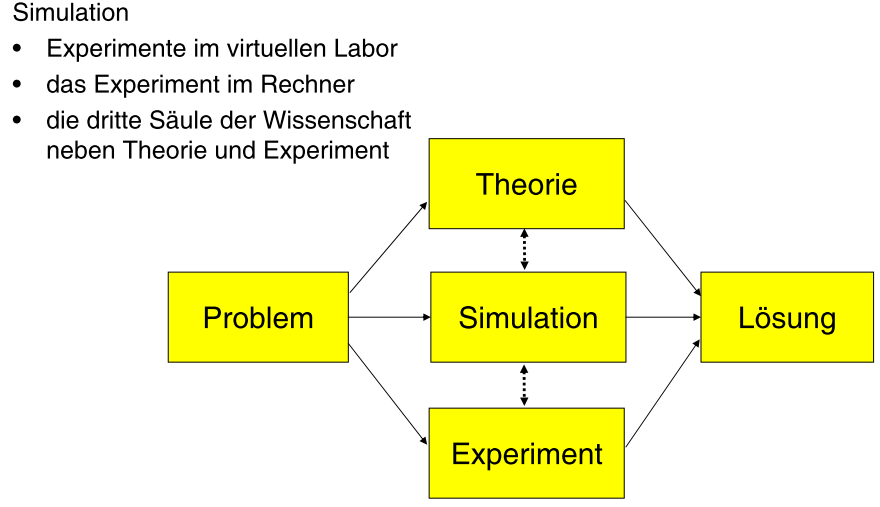 Simulation
• Experimente im virtuellen Labor
• das Experiment im Rechner
• die dritte Säule der Wissenschaft
neben Theorie und Experiment
Theorie
Problem
Simulation
Lösung
Experiment